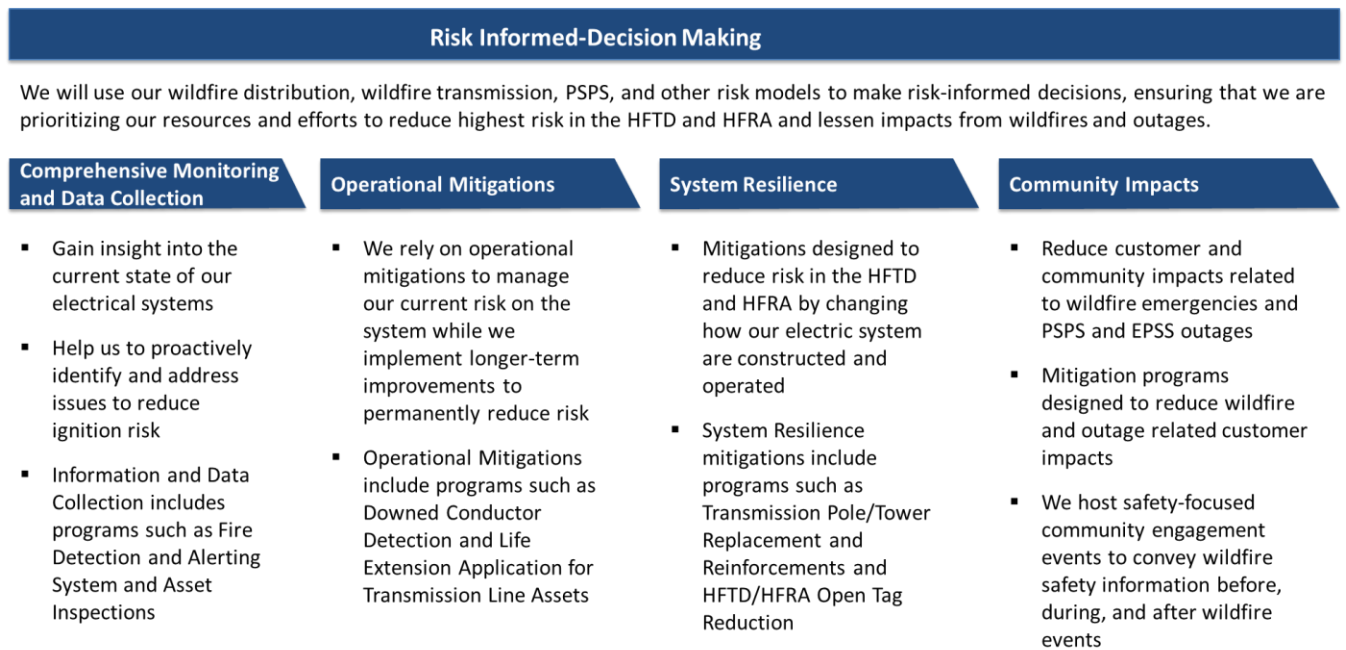 Risk Informed-Decision Making
We will use our wildfire distribution, wildfire transmission, PSPS, and other risk models to make risk-informed decisions, ensuring that we are
prioritizing our resources and efforts to reduce highest risk in the HFTD and HFRA and lessen impacts from wildfires and outages.
Comprehensive Monitoring
and Data Collection
▪ Gain insight into the
current state of our
electrical systems
▪ Help us to proactively
identify and address
issues to reduce
ignition risk
▪ Information and Data
Collection includes
programs such as Fire
Detection and Alerting
System and Asset
Inspections
Operational Mitigations
▪ We rely on operational
mitigations to manage
our current risk on the
system while we
implement longer-term
improvements to
permanently reduce risk
▪ Operational Mitigations
include programs such as
Downed Conductor
Detection and Life
Extension Application for
Transmission Line Assets
System Resilience
▪ Mitigations designed to
reduce risk in the HFTD
and HFRA by changing
how our electric system
are constructed and
operated
▪ System Resilience
mitigations include
programs such as
Transmission Pole/Tower
Replacement and
Reinforcements and
HFTD/HFRA Open Tag
Reduction
Community Impacts
▪ Reduce customer and
community impacts related
to wildfire emergencies and
PSPS and EPSS outages
▪ Mitigation programs
designed to reduce wildfire
and outage related customer
impacts
▪ We host safety-focused
community engagement
events to convey wildfire
safety information before,
during, and after wildfire
events